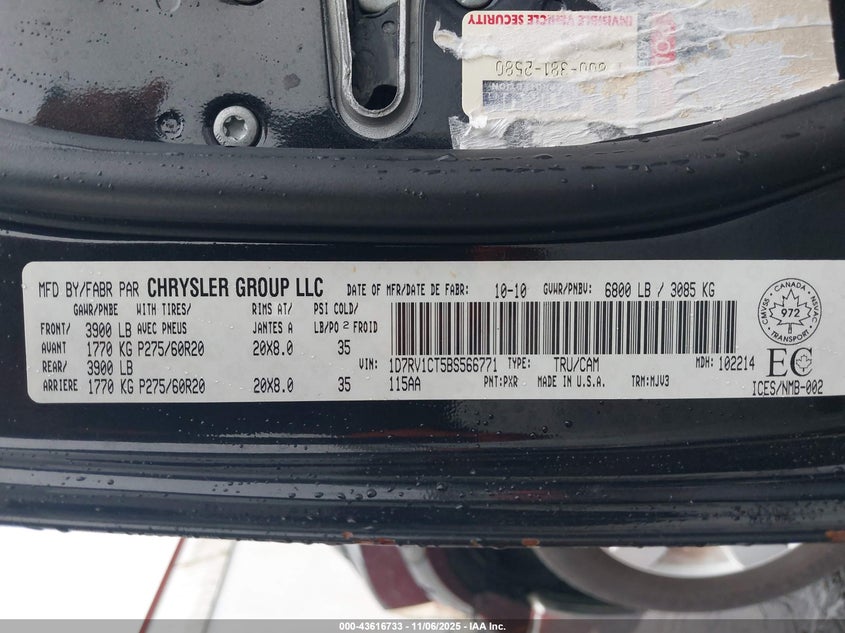 INVISIBLE VEHICLE SECURITY
800-381-2580
MFD BY/FABR PAR CHRYSLER GROUP LLC DATE OF MFR/DATE DE FABR: 10-10 GVWR/PNBV: 6800 LB / 3085 KG
GAWR/PNBE WITH TIRES/ RIMS AT/ PSI COLD/
FRONT/ 3900 LB AVEC PNEUS JANTES A LB/PO2 FROID
AVANT 1770 KG P275/60R20 20X8.0 35
REAR/ 3900 LB
ARRIERE 1770 KG P275/60R20 20X8.0 35
VIN: 1D7RV1CT5BS566771 TYPE: TRU/CAM MDH: 102214
115AA PNT:PXR MADE IN U.S.A. TRM:MJV3
CANADA
CMVSS NSVAC
972
TRANSPORT
EC
ICES/NMB-002
000-43616733 - 11/06/2025 - IAA Inc.